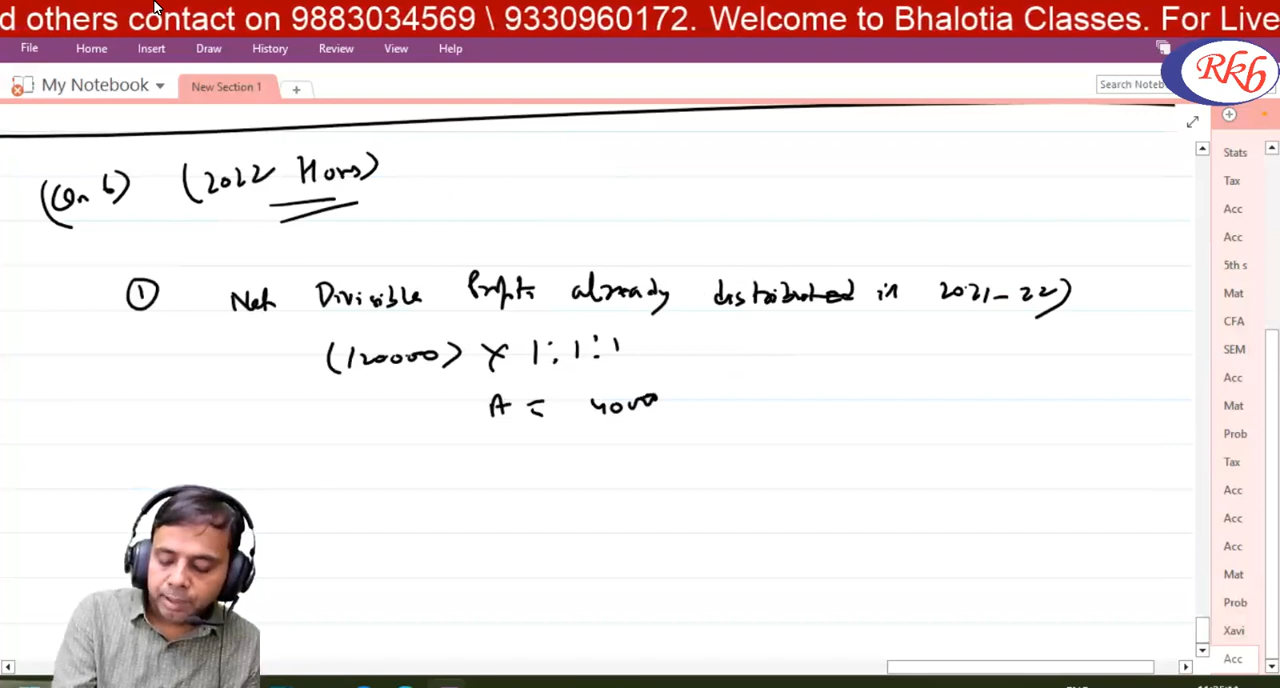 d others contact on 9883034569 \ 9330960172. Welcome to Bhalotia Classes. For Live
File Home Insert Draw History Review View Help
Rkb
My Notebook New Section 1 + Search Noteb
(Qn 6) (2022 Hons)
Stats
Tax
Acc
Acc
5th s
① Net Divisible Profits already distributed in 2021-22)
Mat
CFA
(120000) × 1:1:1
SEM
Acc
A = 40000
Mat
Prob
Tax
Acc
Acc
Acc
Mat
Prob
Xavi
Acc